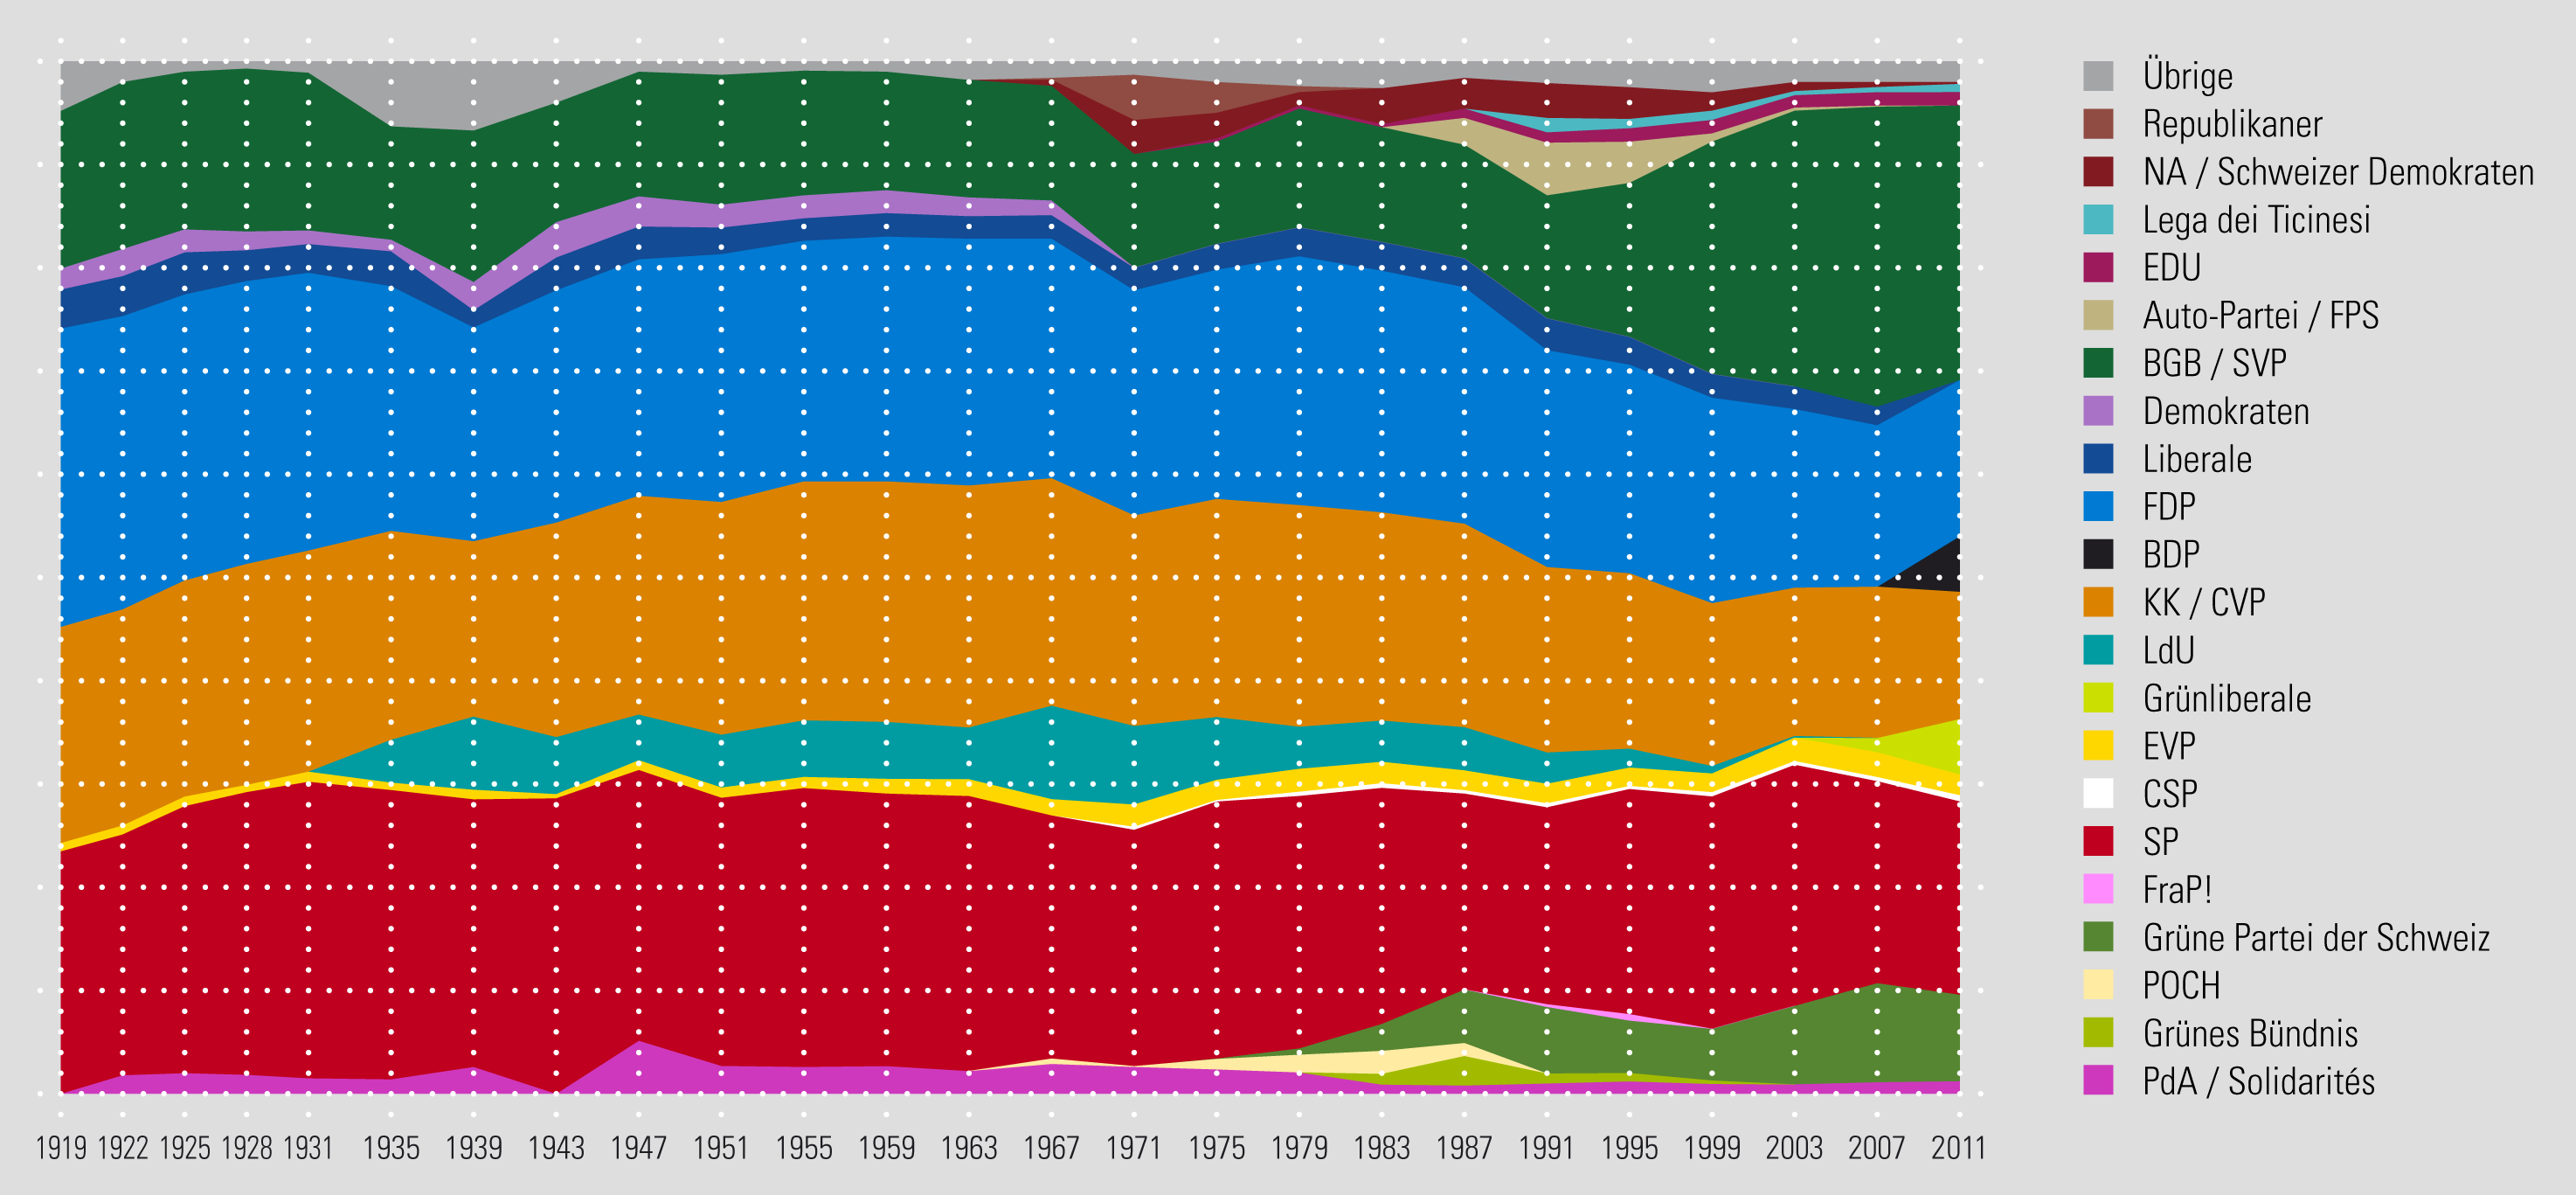 Übrige
Republikaner
NA / Schweizer Demokraten
Lega dei Ticinesi
EDU
Auto-Partei / FPS
BGB / SVP
Demokraten
Liberale
FDP
BDP
KK / CVP
LdU
Grünliberale
EVP
CSP
SP
FraP!
Grüne Partei der Schweiz
POCH
Grünes Bündnis
PdA / Solidarités
1919 1922 1925 1928 1931 1935 1939 1943 1947 1951 1955 1959 1963 1967 1971 1975 1979 1983 1987 1991 1995 1999 2003 2007 2011